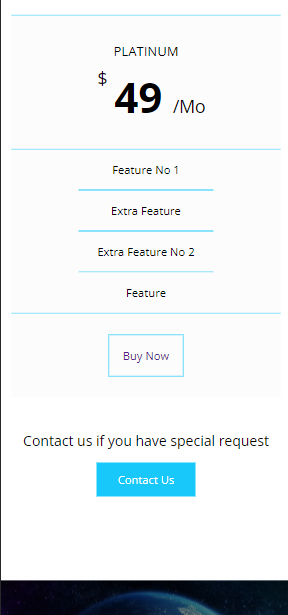 PLATINUM
$ 49 /Mo
Feature No 1
Extra Feature
Extra Feature No 2
Feature
Buy Now
Contact us if you have special request
Contact Us